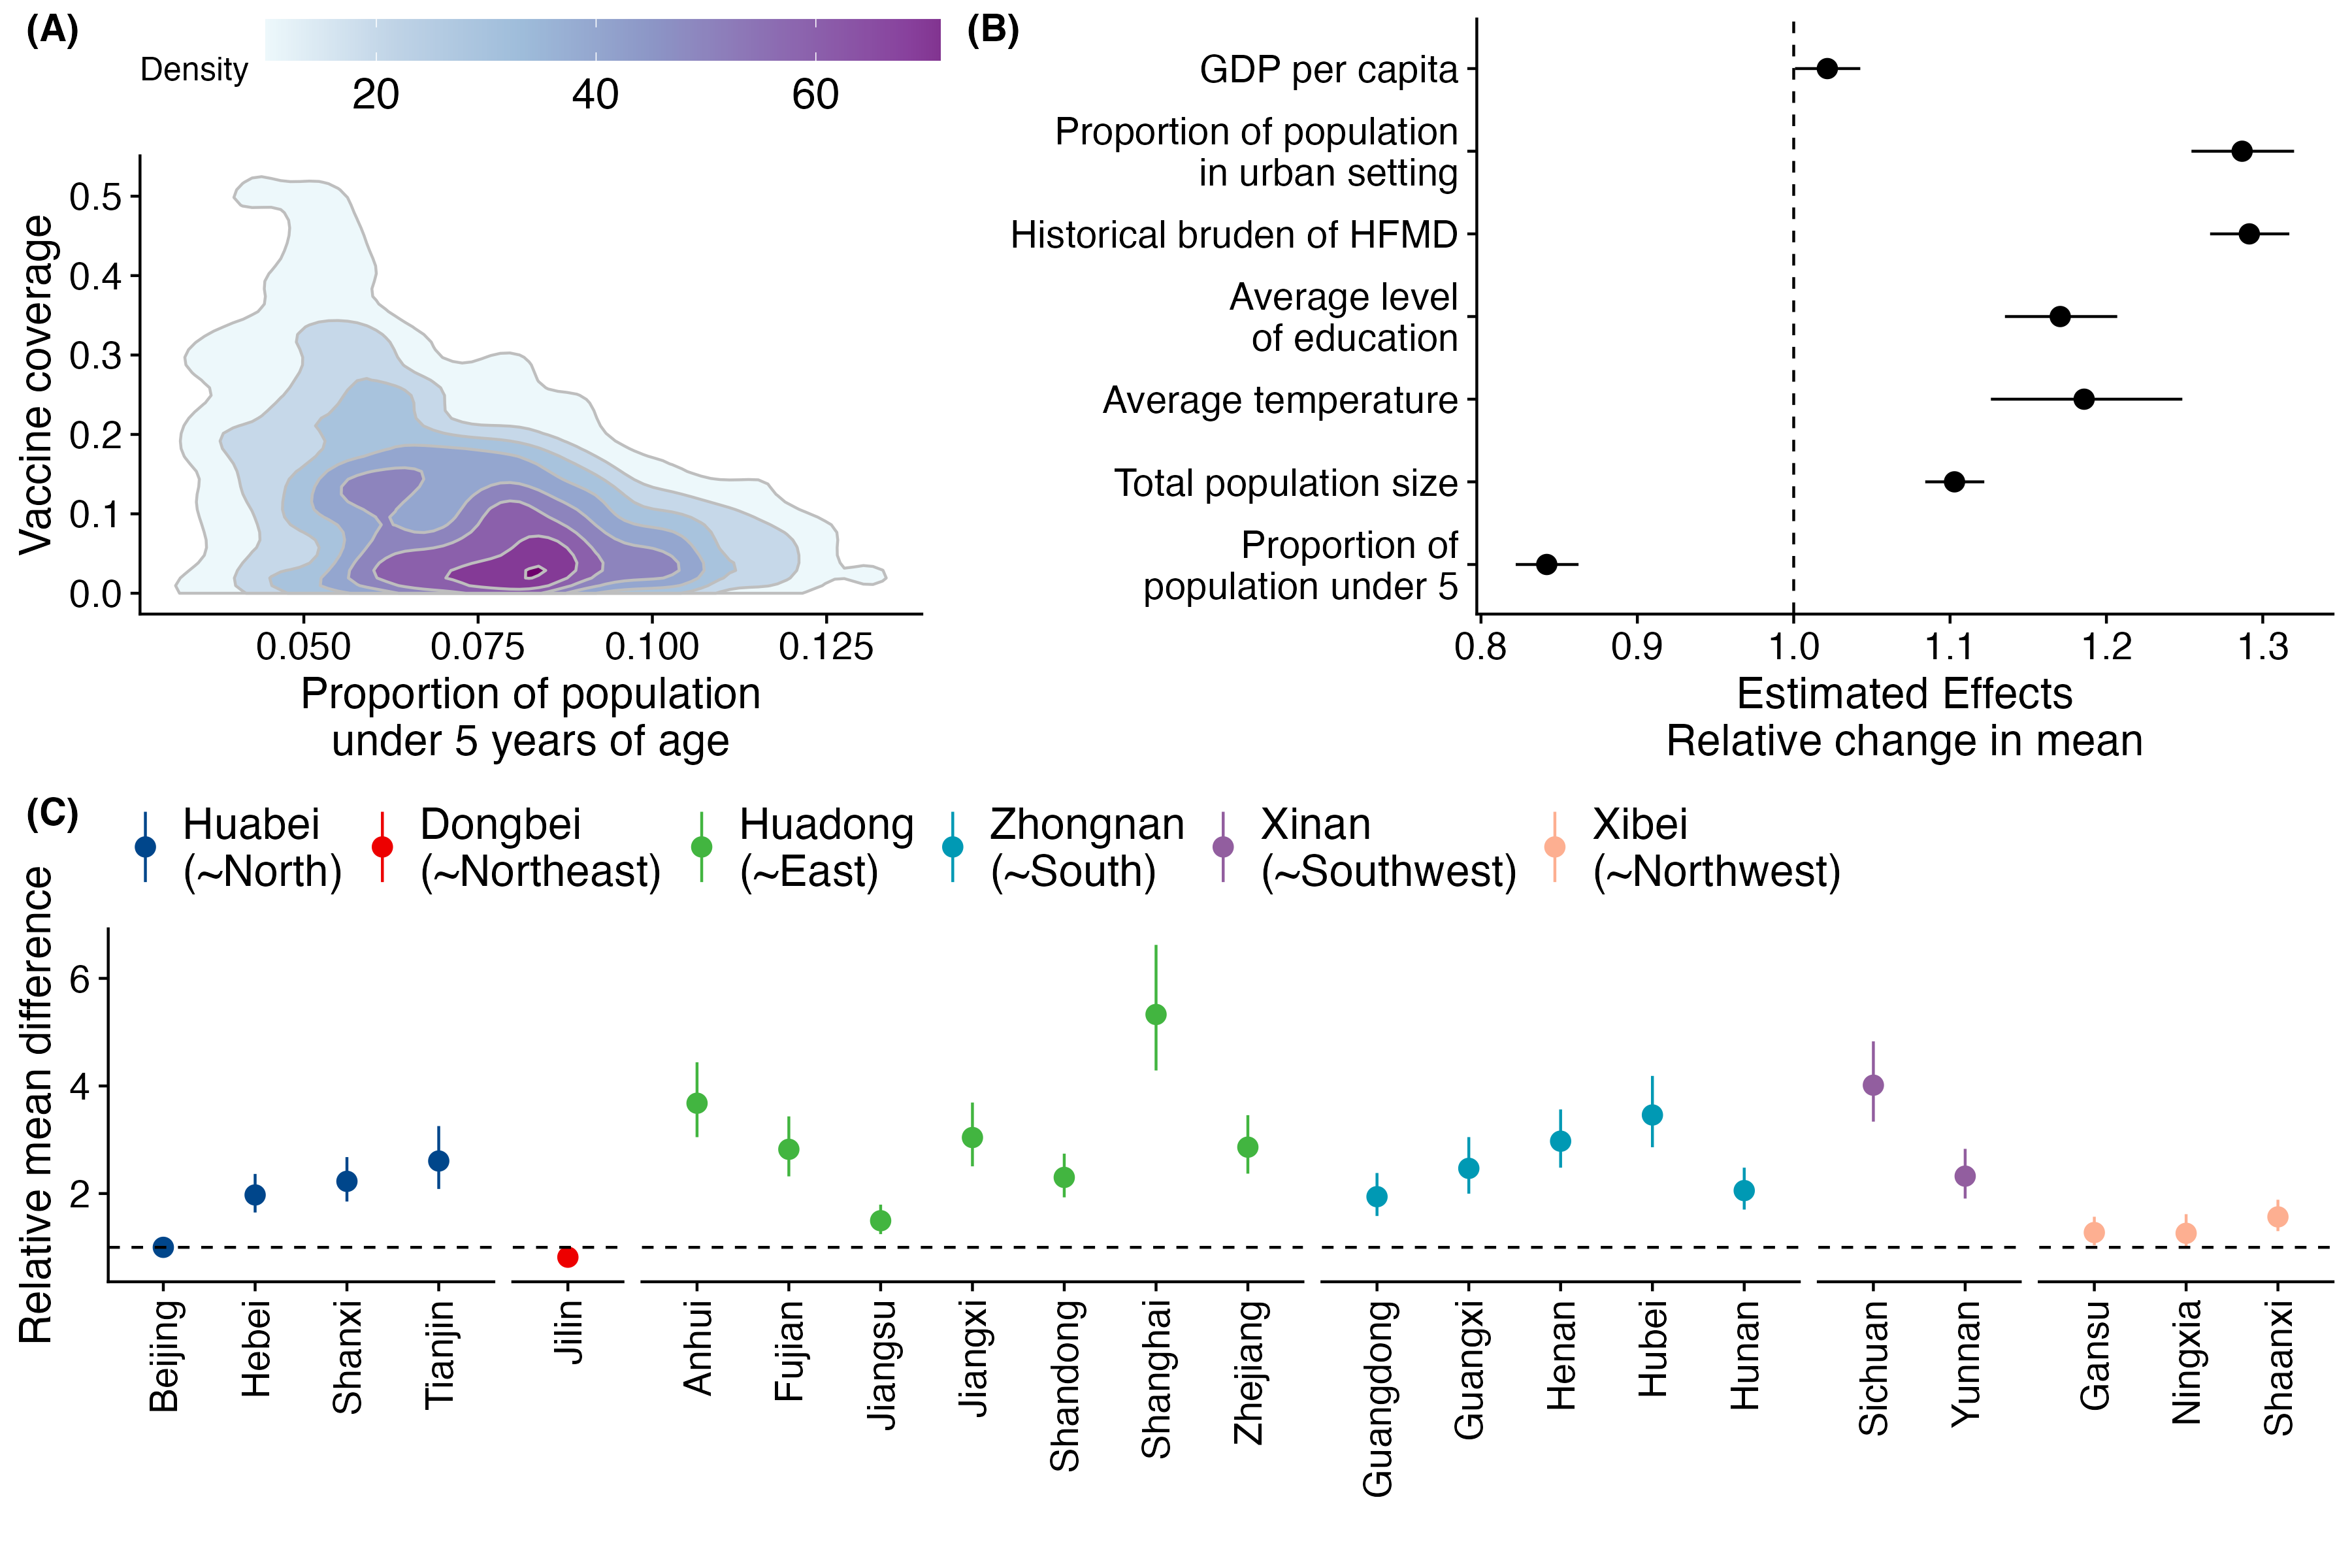 (A)
Density
20 40 60
Vaccine coverage
0.5
0.4
0.3
0.2
0.1
0.0
0.050 0.075 0.100 0.125
Proportion of population
under 5 years of age
(B)
GDP per capita
Proportion of population
in urban setting
Historical bruden of HFMD
Average level
of education
Average temperature
Total population size
Proportion of
population under 5
0.8 0.9 1.0 1.1 1.2 1.3
Estimated Effects
Relative change in mean
(C)
Huabei
(~North)
Dongbei
(~Northeast)
Huadong
(~East)
Zhongnan
(~South)
Xinan
(~Southwest)
Xibei
(~Northwest)
Relative mean difference
6
4
2
Beijing
Hebei
Shanxi
Tianjin
Jilin
Anhui
Fujian
Jiangsu
Jiangxi
Shandong
Shanghai
Zhejiang
Guangdong
Guangxi
Henan
Hubei
Hunan
Sichuan
Yunnan
Gansu
Ningxia
Shaanxi